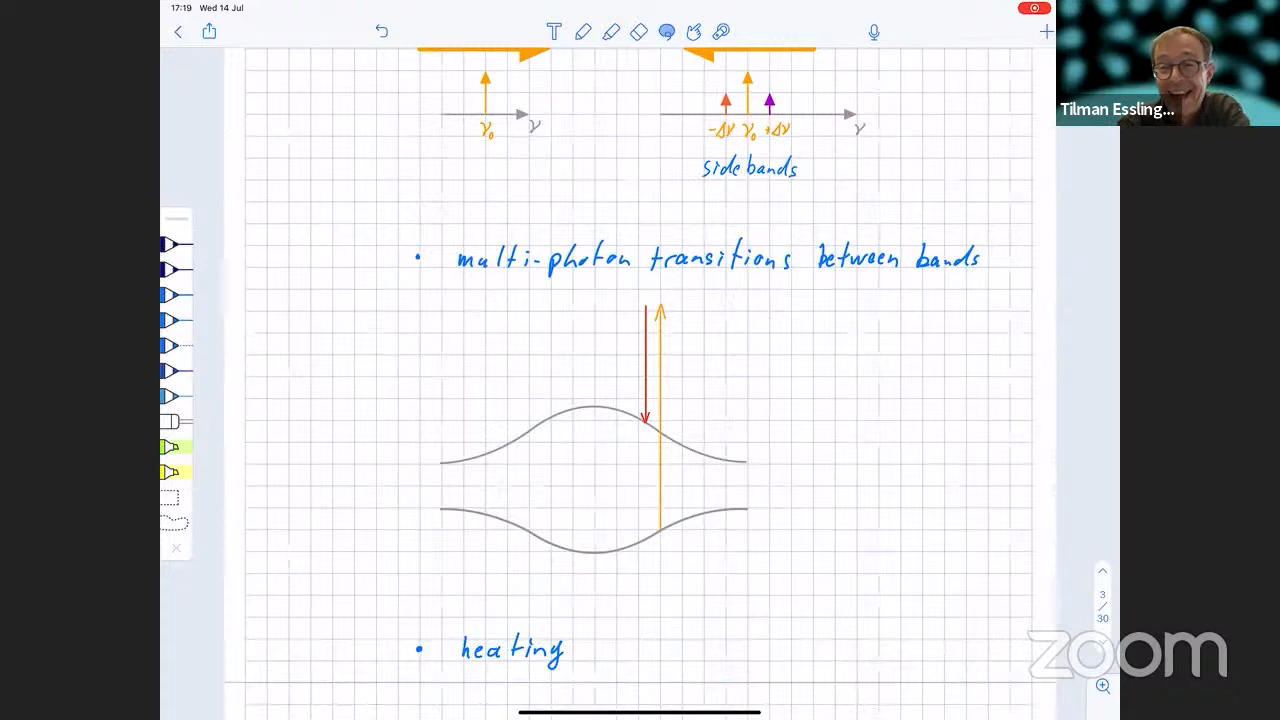 17:19 Wed 14 Jul
T
Tilman Essling...
ν₀ ν
-Δν ν₀ +Δν ν
side bands
• multi-photon transitions between bands
• heating
3
/
30
zoom